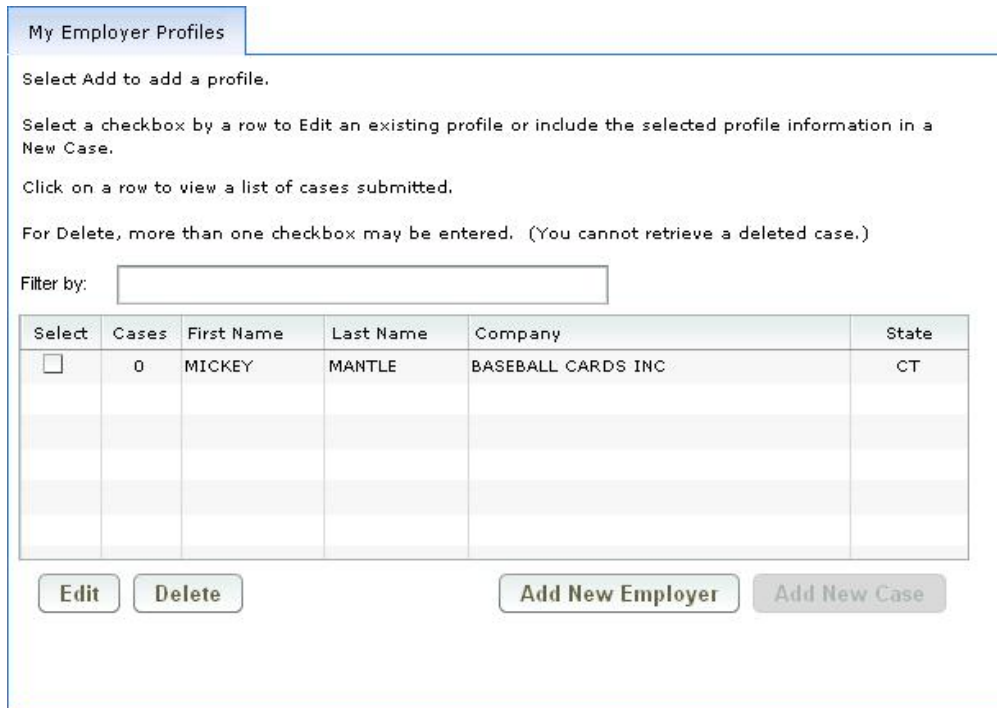 My Employer Profiles
Select Add to add a profile.
Select a checkbox by a row to Edit an existing profile or include the selected profile information in a
New Case.
Click on a row to view a list of cases submitted.
For Delete, more than one checkbox may be entered.  (You cannot retrieve a deleted case.)
Filter by:
Select Cases First Name Last Name Company State
0 MICKEY MANTLE BASEBALL CARDS INC CT
Edit Delete Add New Employer Add New Case